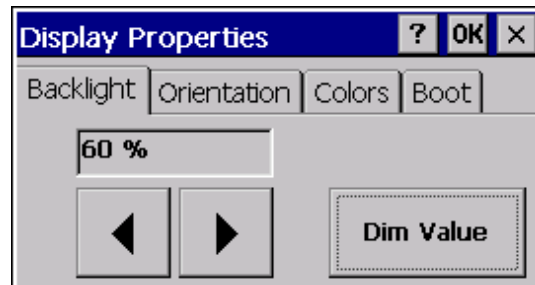 Display Properties ? OK ×
Backlight Orientation Colors Boot
60 %
Dim Value